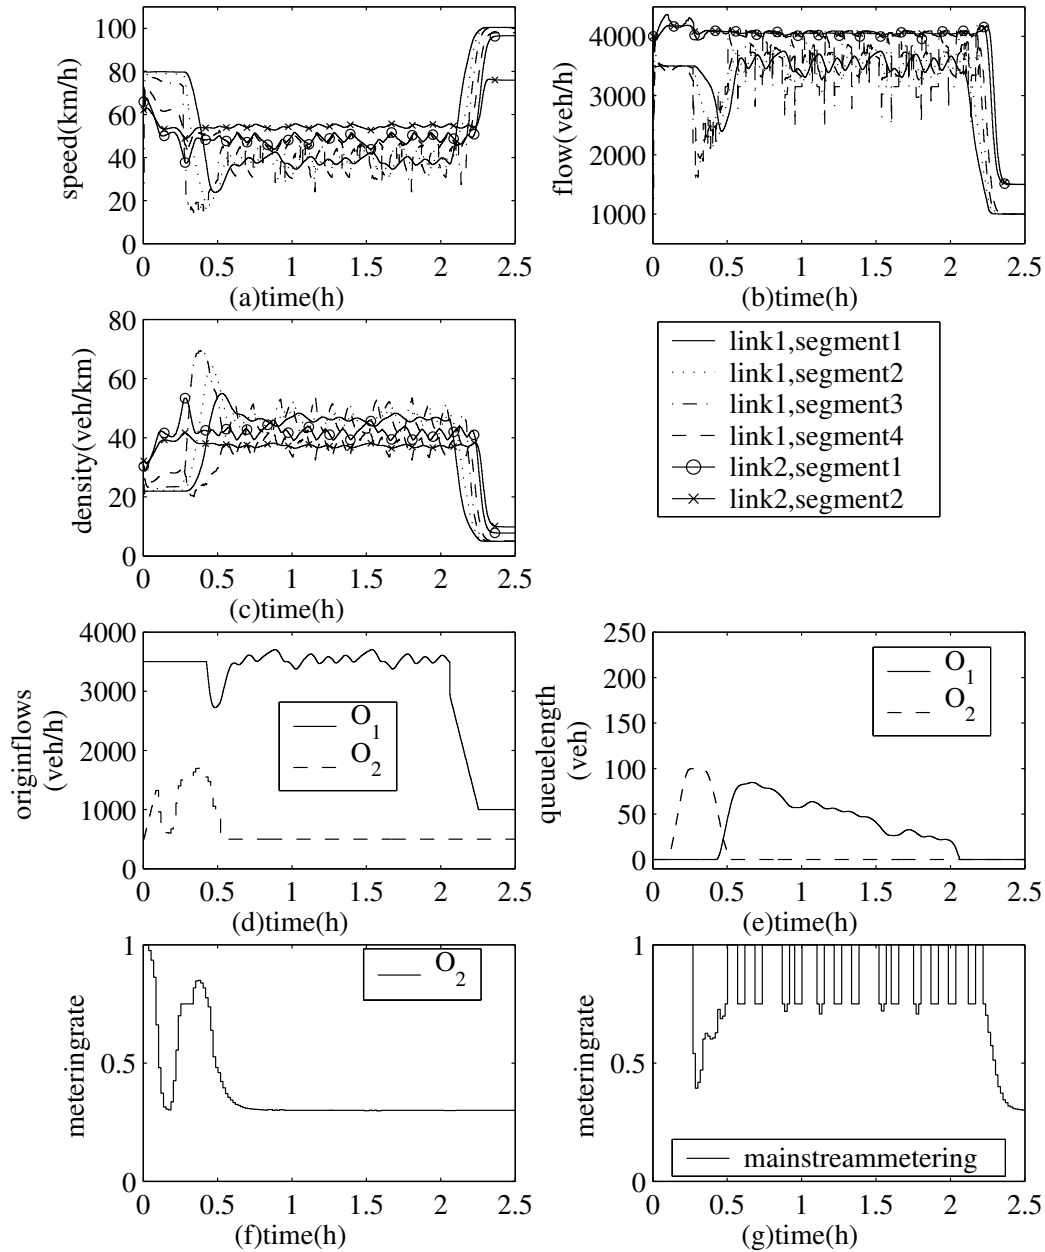 100
80
60
40
20
0
speed(km/h)
0 0.5 1 1.5 2 2.5
(a)time(h)
4000
3000
2000
1000
flow(veh/h)
0 0.5 1 1.5 2 2.5
(b)time(h)
80
60
40
20
0
density(veh/km)
0 0.5 1 1.5 2 2.5
(c)time(h)
link1,segment1
link1,segment2
link1,segment3
link1,segment4
link2,segment1
link2,segment2
4000
3000
2000
1000
0
originflows
(veh/h)
O1
O2
0 0.5 1 1.5 2 2.5
(d)time(h)
250
200
150
100
50
0
queuelength
(veh)
O1
O2
0 0.5 1 1.5 2 2.5
(e)time(h)
1
0.5
0
meteringrate
O2
0 0.5 1 1.5 2 2.5
(f)time(h)
1
0.5
0
meteringrate
mainstreammetering
0 0.5 1 1.5 2 2.5
(g)time(h)